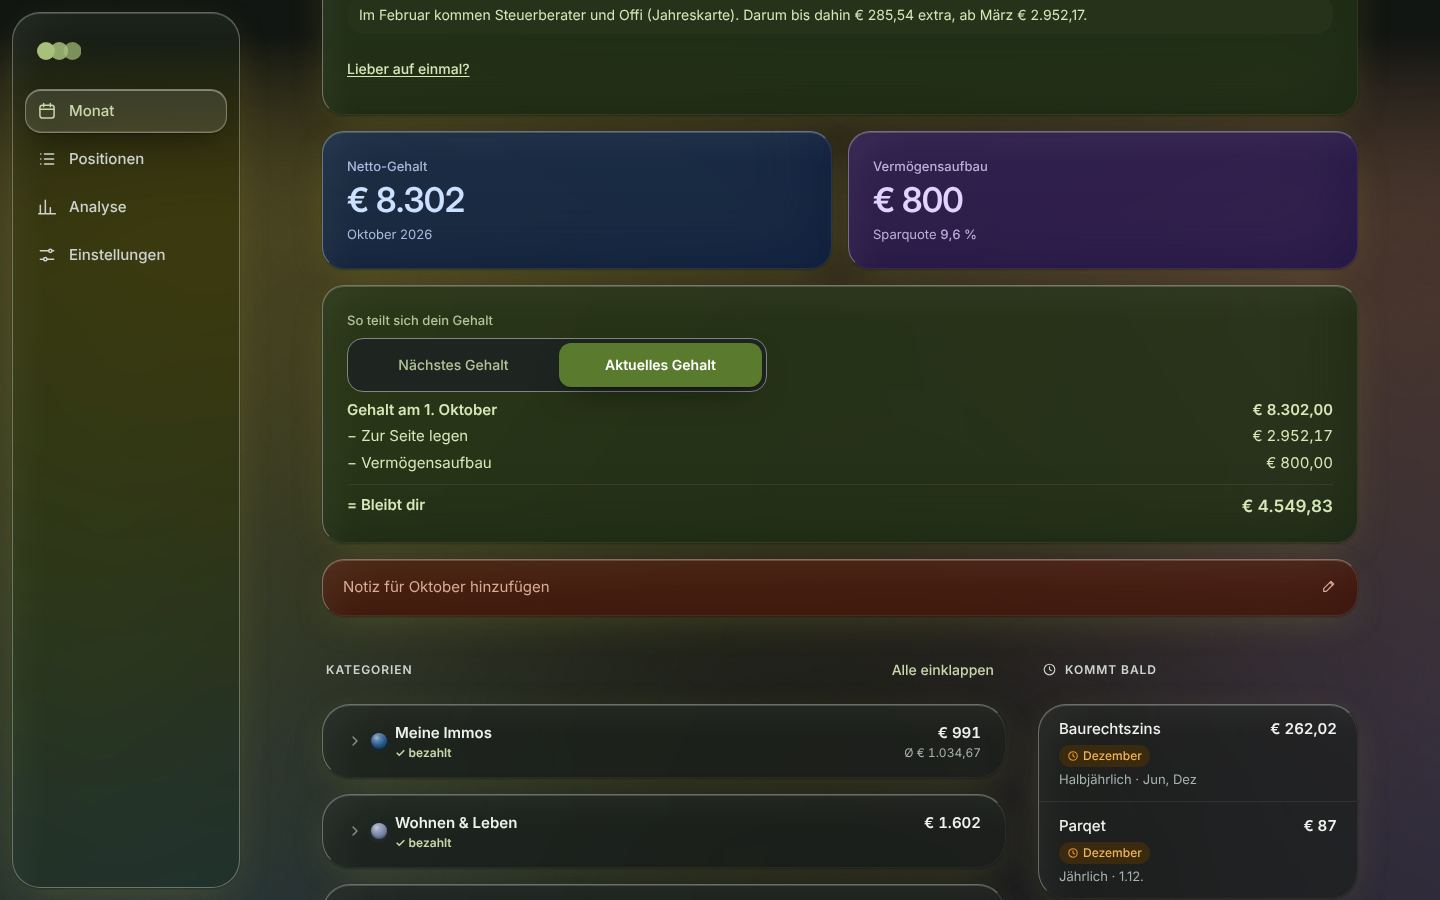 Im Februar kommen Steuerberater und Offi (Jahreskarte). Darum bis dahin € 285,54 extra, ab März € 2.952,17.
Lieber auf einmal?
Monat
Positionen
Analyse
Einstellungen
Netto-Gehalt
€ 8.302
Oktober 2026
Vermögensaufbau
€ 800
Sparquote 9,6 %
So teilt sich dein Gehalt
Nächstes Gehalt
Aktuelles Gehalt
Gehalt am 1. Oktober € 8.302,00
− Zur Seite legen € 2.952,17
− Vermögensaufbau € 800,00
= Bleibt dir € 4.549,83
Notiz für Oktober hinzufügen
KATEGORIEN
Alle einklappen
Meine Immos € 991
✓ bezahlt Ø € 1.034,67
Wohnen & Leben € 1.602
✓ bezahlt
KOMMT BALD
Baurechtszins € 262,02
Dezember
Halbjährlich · Jun, Dez
Parqet € 87
Dezember
Jährlich · 1.12.